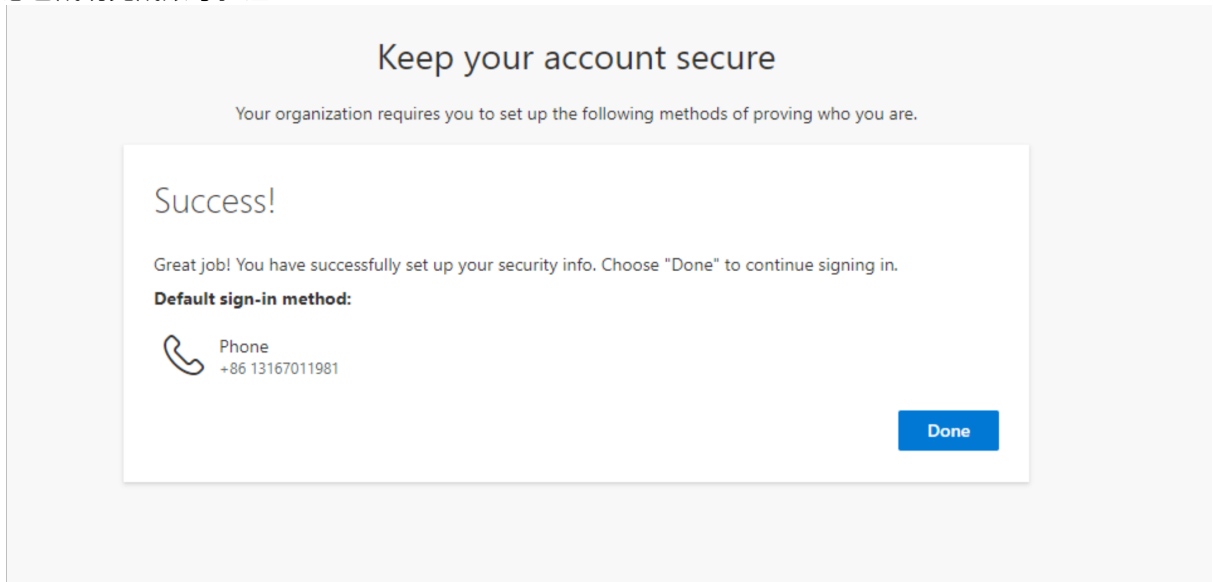 Keep your account secure
Your organization requires you to set up the following methods of proving who you are.
Success!
Great job! You have successfully set up your security info. Choose "Done" to continue signing in.
Default sign-in method:
Phone
+86 13167011981
Done